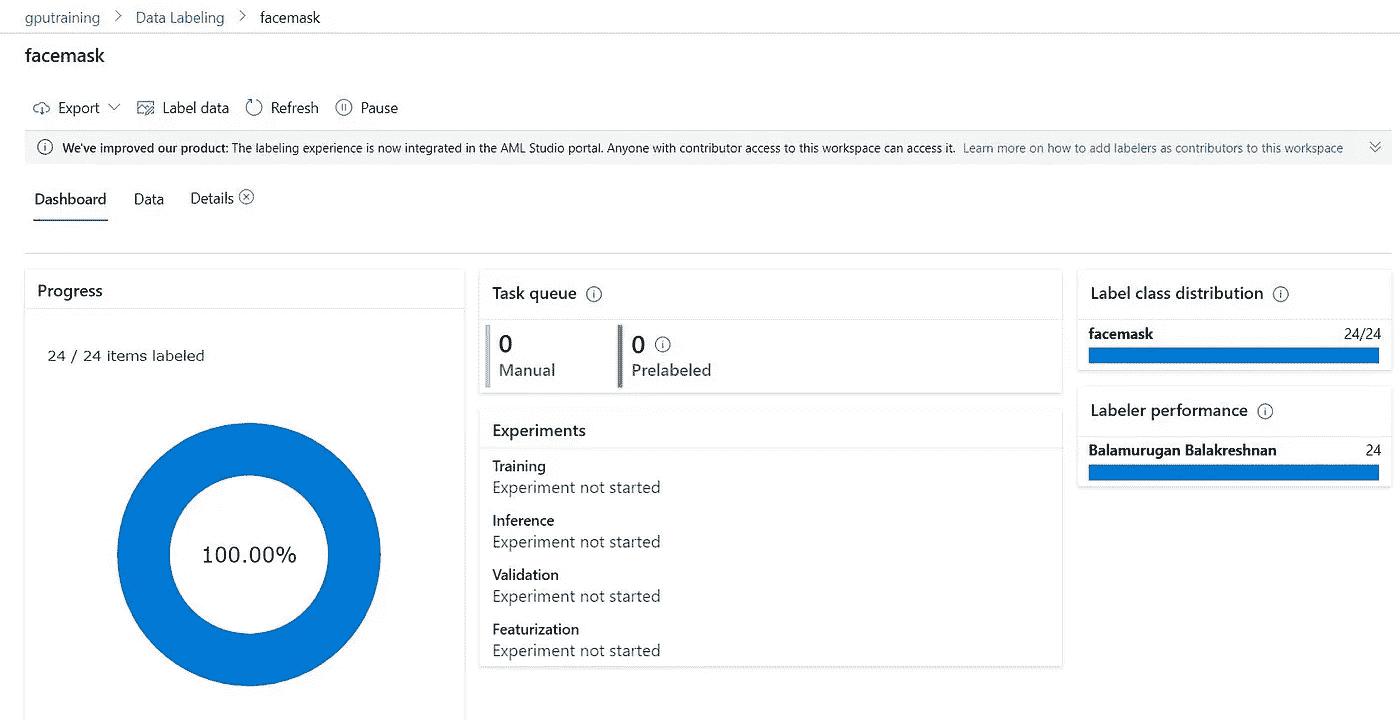 gputraining > Data Labeling > facemask
facemask
Export Label data Refresh Pause
We've improved our product: The labeling experience is now integrated in the AML Studio portal. Anyone with contributor access to this workspace can access it. Learn more on how to add labelers as contributors to this workspace
Dashboard Data Details
Progress
24 / 24 items labeled
100.00%
Task queue
0 0
Manual Prelabeled
Experiments
Training
Experiment not started
Inference
Experiment not started
Validation
Experiment not started
Featurization
Experiment not started
Label class distribution
facemask 24/24
Labeler performance
Balamurugan Balakreshnan 24